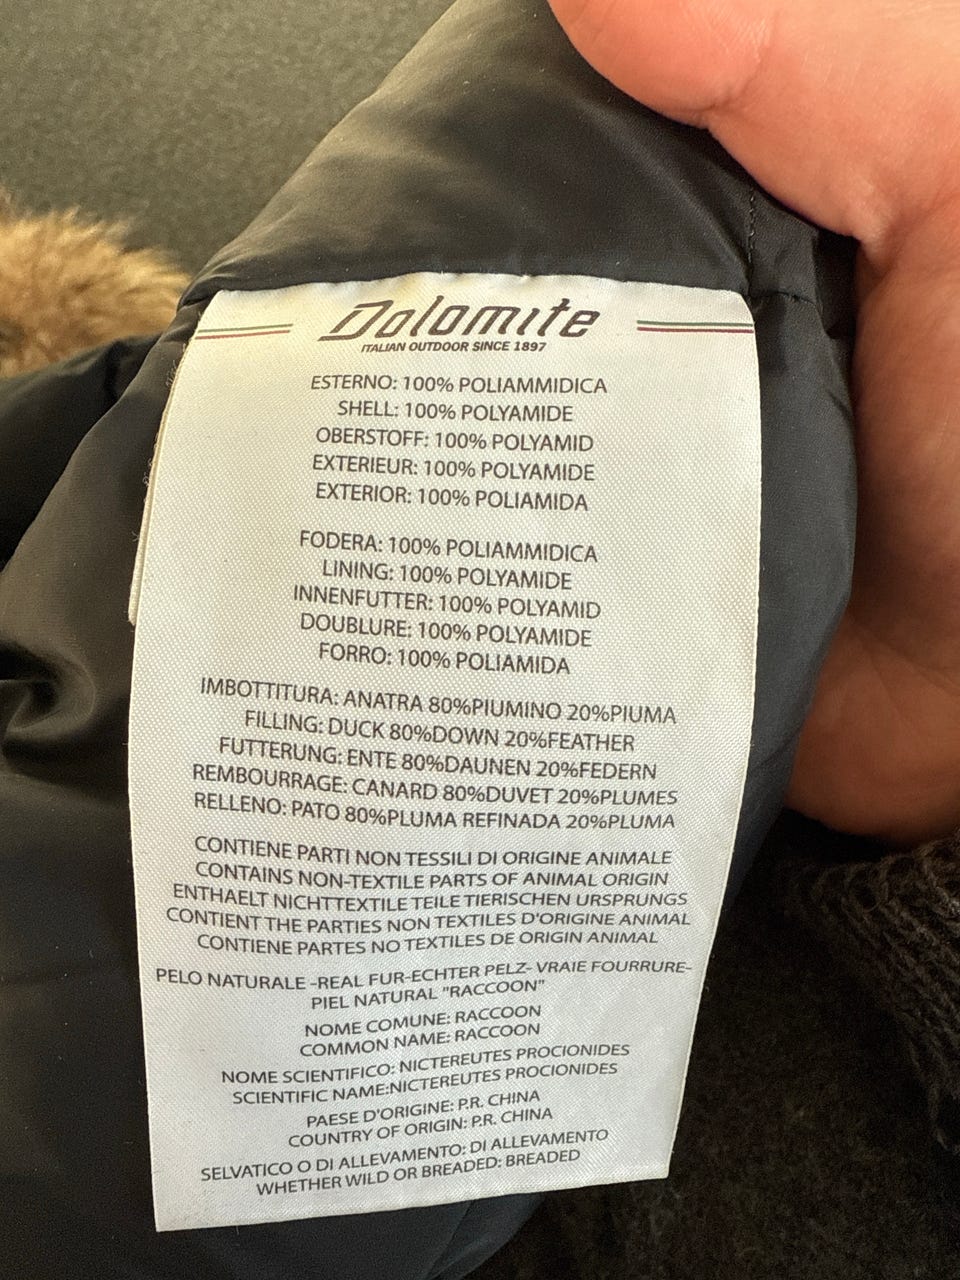 Dolomite
ITALIAN OUTDOOR SINCE 1897
ESTERNO: 100% POLIAMMIDICA
SHELL: 100% POLYAMIDE
OBERSTOFF: 100% POLYAMID
EXTERIEUR: 100% POLYAMIDE
EXTERIOR: 100% POLIAMIDA
FODERA: 100% POLIAMMIDICA
LINING: 100% POLYAMIDE
INNENFUTTER: 100% POLYAMID
DOUBLURE: 100% POLYAMIDE
FORRO: 100% POLIAMIDA
IMBOTTITURA: ANATRA 80%PIUMINO 20%PIUMA
FILLING: DUCK 80%DOWN 20%FEATHER
FUTTERUNG: ENTE 80%DAUNEN 20%FEDERN
REMBOURRAGE: CANARD 80%DUVET 20%PLUMES
RELLENO: PATO 80%PLUMA REFINADA 20%PLUMA
CONTIENE PARTI NON TESSILI DI ORIGINE ANIMALE
CONTAINS NON-TEXTILE PARTS OF ANIMAL ORIGIN
ENTHAELT NICHTTEXTILE TEILE TIERISCHEN URSPRUNGS
CONTIENT THE PARTIES NON TEXTILES D'ORIGINE ANIMAL
CONTIENE PARTES NO TEXTILES DE ORIGIN ANIMAL
PELO NATURALE -REAL FUR-ECHTER PELZ- VRAIE FOURRURE-
PIEL NATURAL "RACCOON"
NOME COMUNE: RACCOON
COMMON NAME: RACCOON
NOME SCIENTIFICO: NICTEREUTES PROCIONIDES
SCIENTIFIC NAME:NICTEREUTES PROCIONIDES
PAESE D'ORIGINE: P.R. CHINA
COUNTRY OF ORIGIN: P.R. CHINA
SELVATICO O DI ALLEVAMENTO: DI ALLEVAMENTO
WHETHER WILD OR BREADED: BREADED